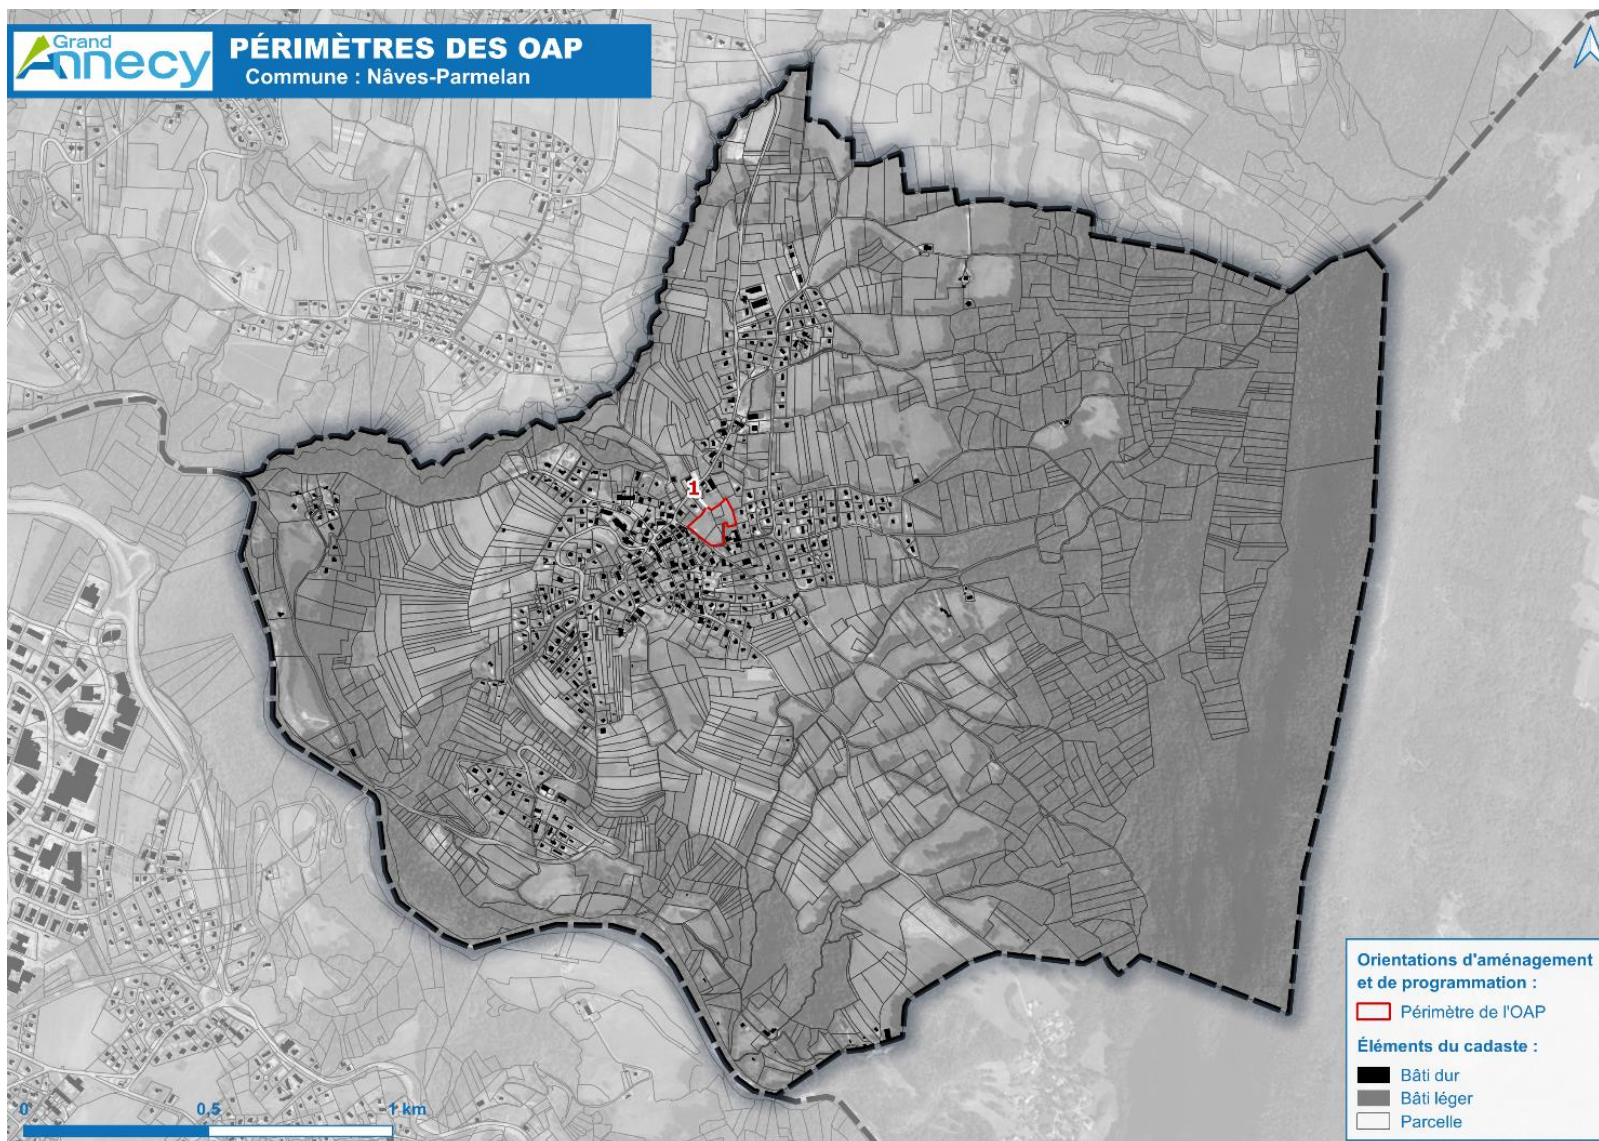 Grand
Annecy
PÉRIMÈTRES DES OAP
Commune : Nâves-Parmelan
1
Orientations d'aménagement
et de programmation :
Périmètre de l'OAP
Éléments du cadaste :
Bâti dur
Bâti léger
Parcelle
0 0,5 1 km